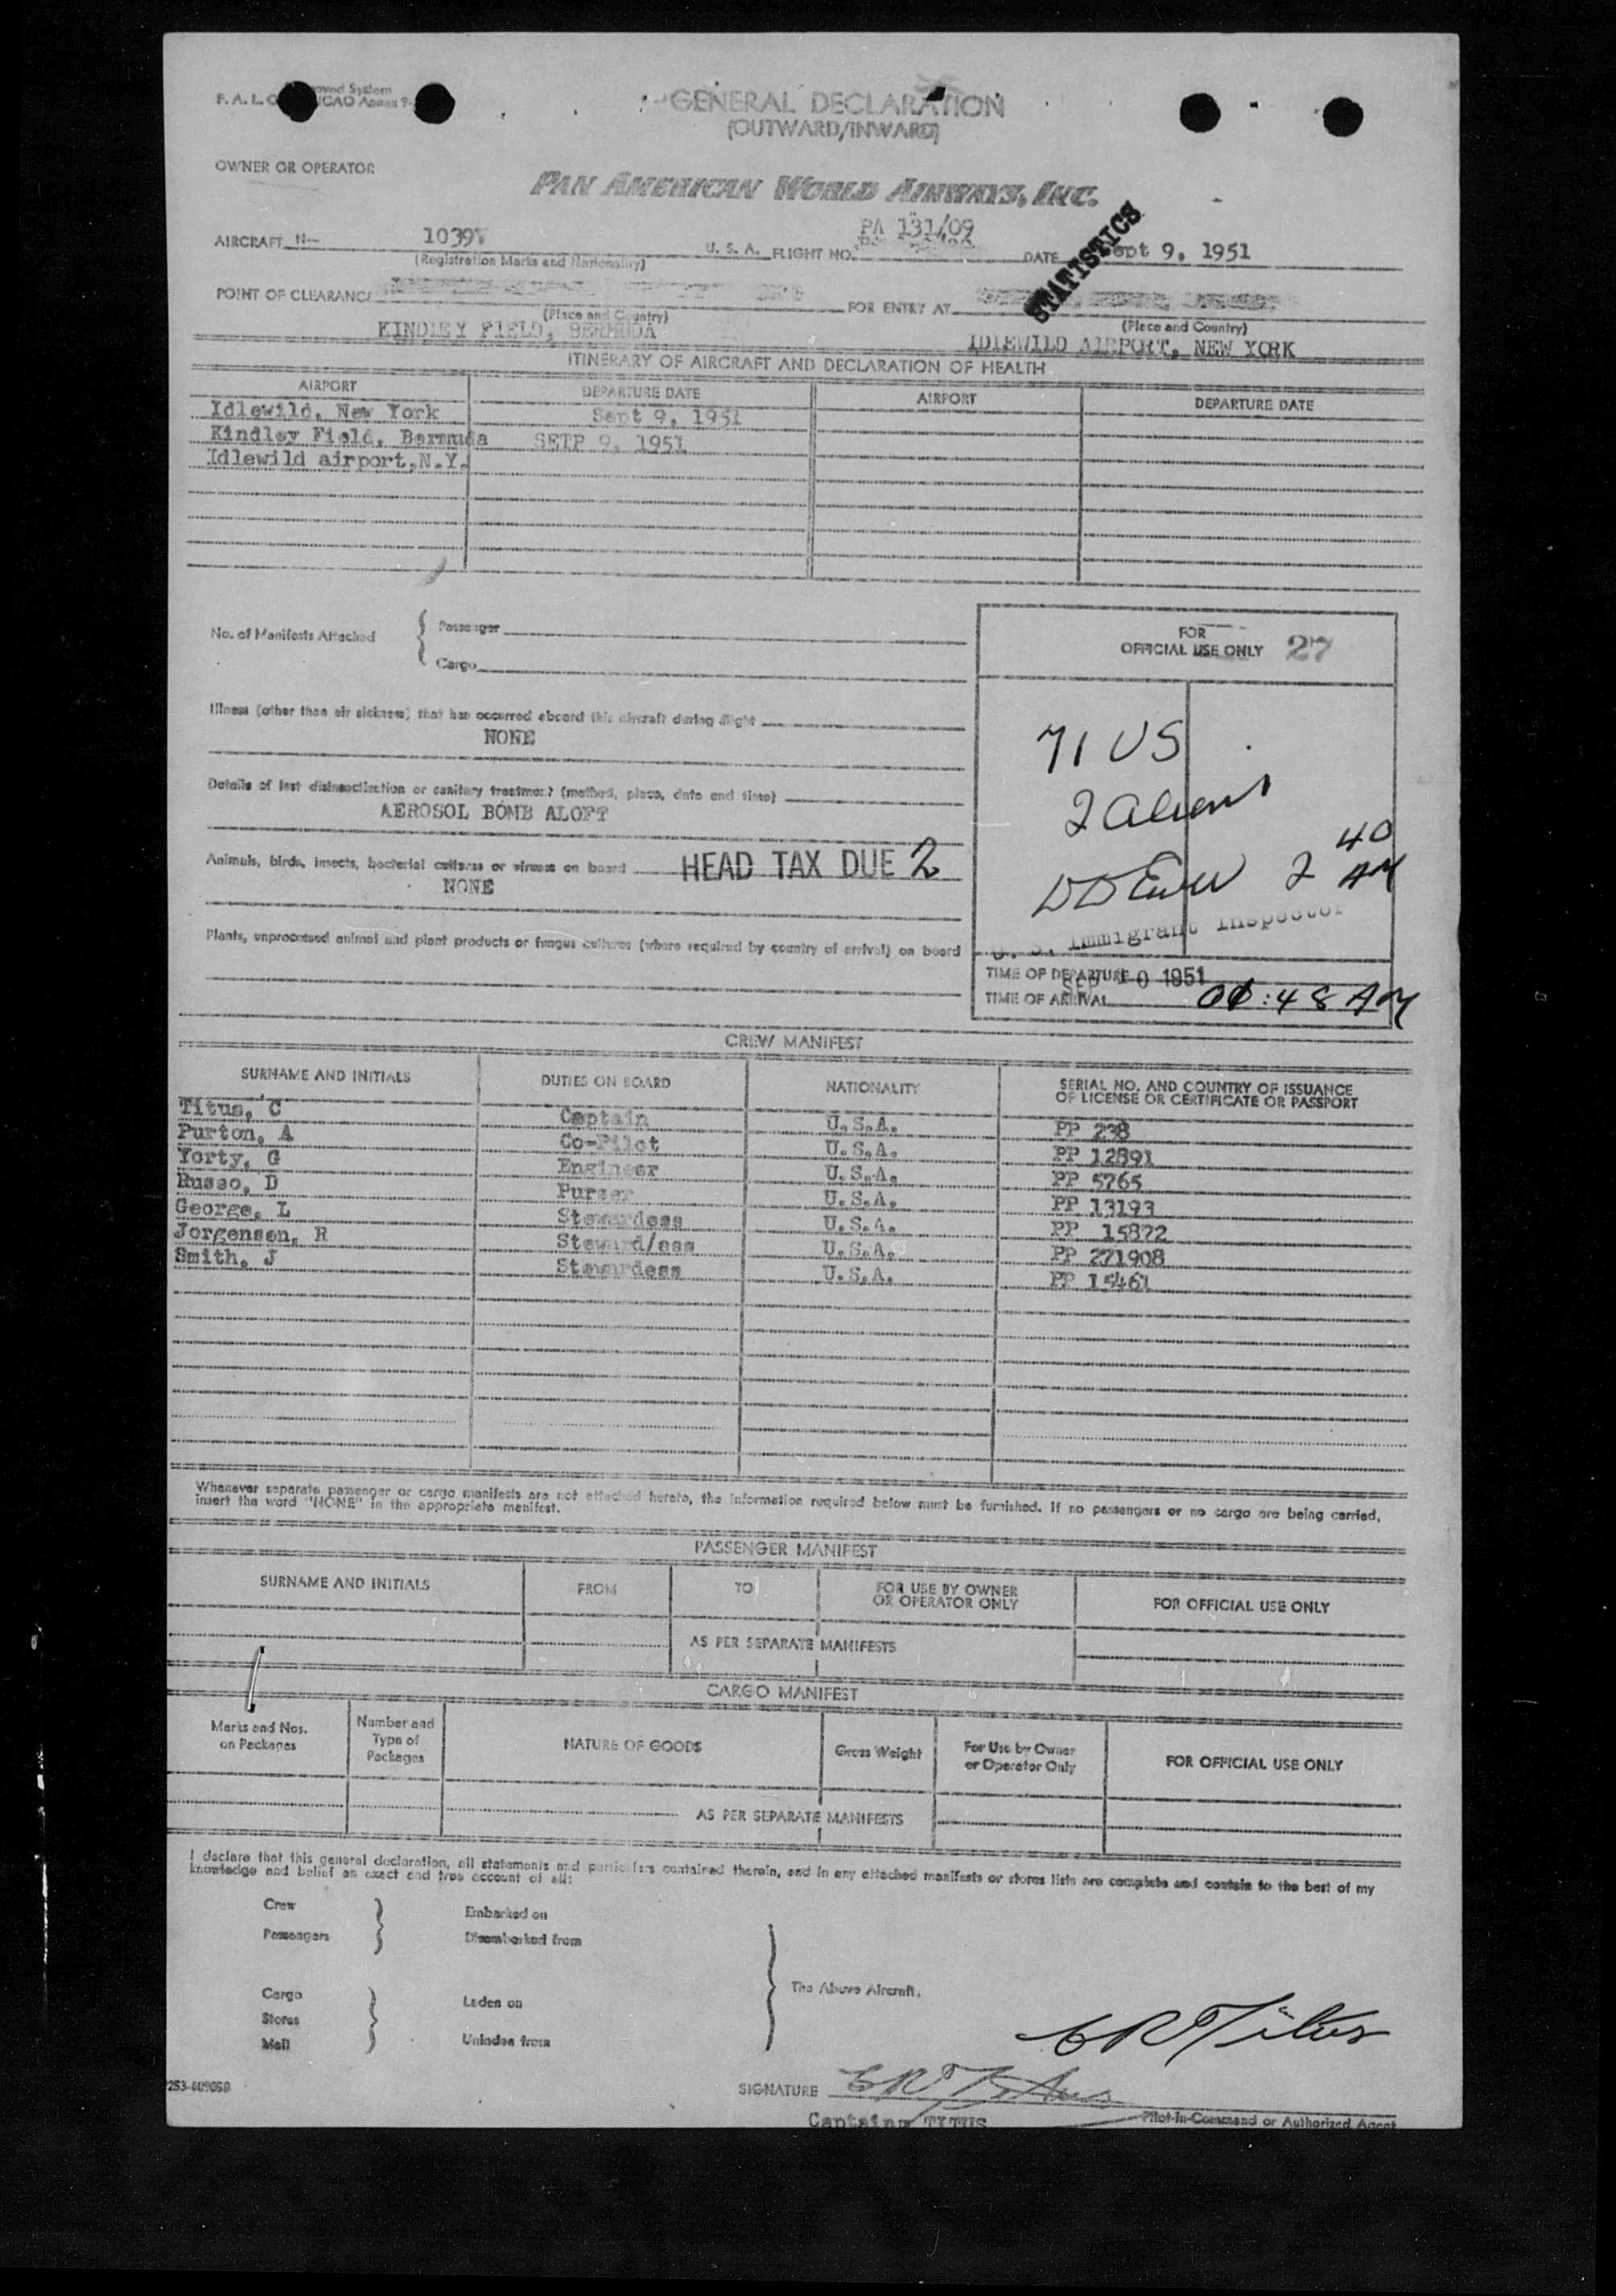 GENERAL DECLARATION
(OUTWARD/INWARD)
OWNER OR OPERATOR
PAN AMERICAN WORLD AIRWAYS, INC.
PA 131/09
AIRCRAFT N- 1039V U. S. A. FLIGHT NO. DATE Sept 9, 1951
(Registration Marks and Nationality)
STATISTICS
POINT OF CLEARANCE FOR ENTRY AT
(Place and Country) (Place and Country)
KINDLEY FIELD, BERMUDA IDLEWILD AIRPORT, NEW YORK
ITINERARY OF AIRCRAFT AND DECLARATION OF HEALTH
AIRPORT DEPARTURE DATE AIRPORT DEPARTURE DATE
Idlewild, New York Sept 9, 1951
Kindley Field, Bermuda SETP 9, 1951
Idlewild airport,N.Y.
No. of Manifests Attached
Passenger
Cargo
FOR
OFFICIAL USE ONLY 27
Illness (other than air sickness) that has occurred aboard this aircraft during flight
NONE
71 US
2 Aliens
Details of last disinsectization or sanitary treatment (method, place, date and time)
AEROSOL BOMB ALOFT
Animals, birds, insects, bacterial cultures or viruses on board HEAD TAX DUE 2
NONE
2 40 AM
U. S. Immigrant Inspector
Plants, unprocessed animal and plant products or fungus cultures (where required by country of arrival) on board
TIME OF DEPARTURE
SEP 10 1951
TIME OF ARRIVAL :48 AM
CREW MANIFEST
SURNAME AND INITIALS DUTIES ON BOARD NATIONALITY SERIAL NO. AND COUNTRY OF ISSUANCE
OF LICENSE OR CERTIFICATE OR PASSPORT
Titus, C Captain U.S.A. PP 238
Purton, A Co-Pilot U.S.A. PP 12891
Yorty, G Engineer U.S.A. PP 5765
Russo, D Purser U.S.A. PP 13193
George, L Stewardess U.S.A. PP 15872
Jorgensen, R Steward/ess U.S.A. PP 271908
Smith, J Stewardess U.S.A. PP 15461
Whenever separate passenger or cargo manifests are not attached hereto, the information required below must be furnished. If no passengers or no cargo are being carried,
insert the word "NONE" in the appropriate manifest.
PASSENGER MANIFEST
SURNAME AND INITIALS FROM TO FOR USE BY OWNER
OR OPERATOR ONLY FOR OFFICIAL USE ONLY
AS PER SEPARATE MANIFESTS
CARGO MANIFEST
Marks and Nos.
on Packages
Number and
Type of
Packages
NATURE OF GOODS
Gross Weight
For Use by Owner
or Operator Only
FOR OFFICIAL USE ONLY
AS PER SEPARATE MANIFESTS
I declare that this general declaration, all statements and particulars contained therein, and in any attached manifests or stores lists are complete and contain to the best of my
knowledge and belief an exact and true account of all:
Crew
Passengers
Embarked on
Disembarked from
Cargo
Stores
Mail
Laden on
Unladen from
The Above Aircraft.
CR Titus
SIGNATURE CR Titus
Captain TITUS Pilot-in-Command or Authorized Agent